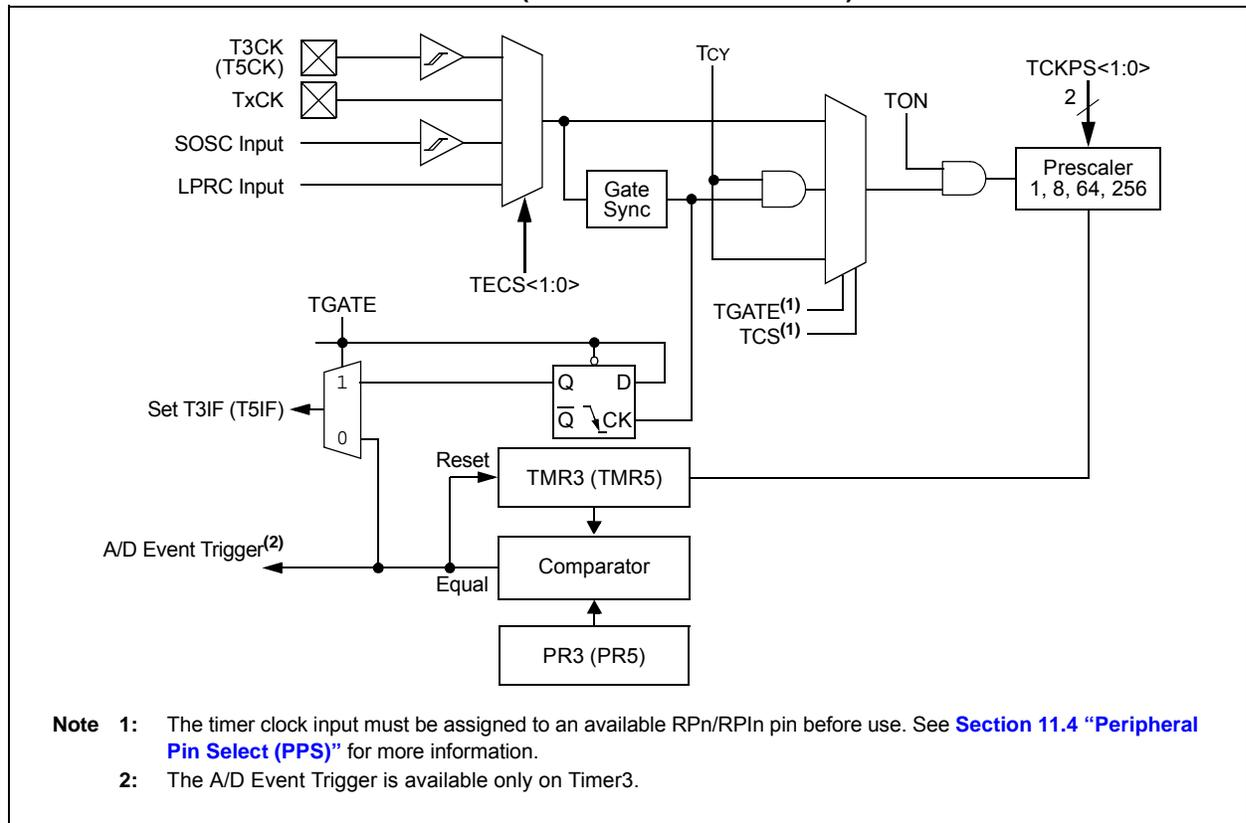 T3CK
(T5CK)
TxCK
SOSC Input
LPRC Input
TECS<1:0>
Gate
Sync
TCY
TGATE(1)
TCS(1)
TON
TCKPS<1:0>
2
Prescaler
1, 8, 64, 256
TGATE
1
0
Set T3IF (T5IF)
Q D
Q̅ CK
Reset
TMR3 (TMR5)
A/D Event Trigger(2)
Equal
Comparator
PR3 (PR5)
Note 1: The timer clock input must be assigned to an available RPn/RPIn pin before use. See Section 11.4 “Peripheral
Pin Select (PPS)” for more information.
2: The A/D Event Trigger is available only on Timer3.